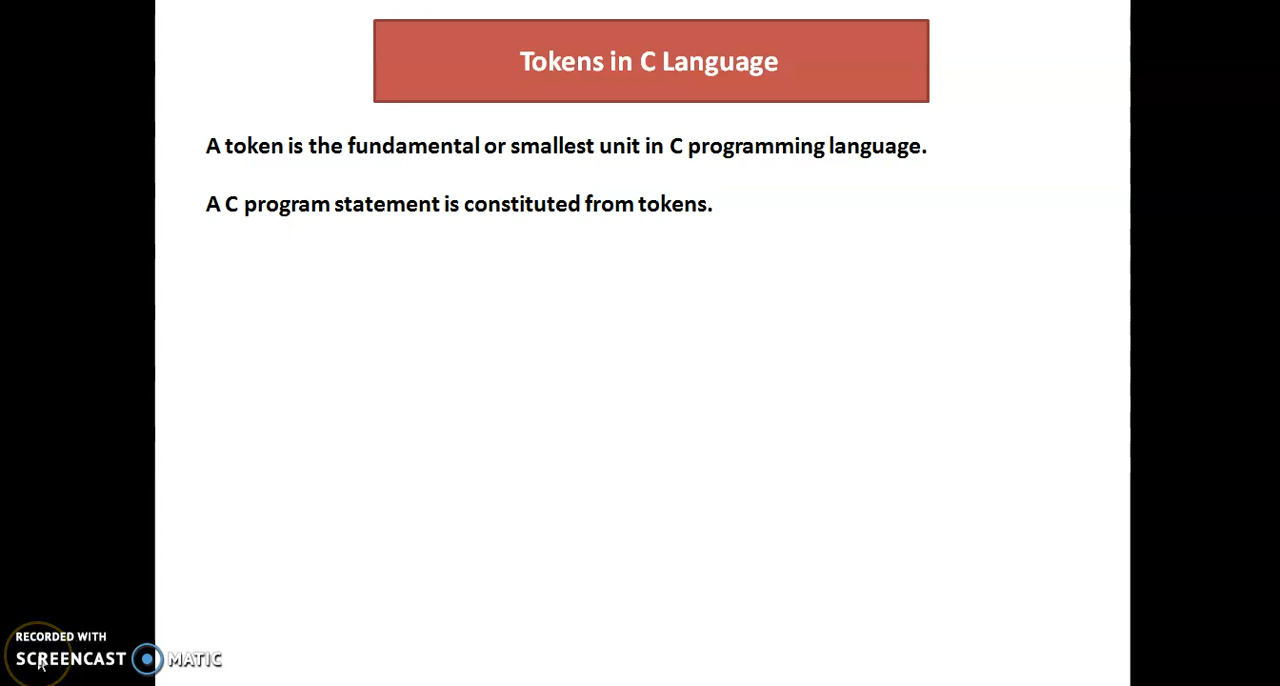 Tokens in C Language
A token is the fundamental or smallest unit in C programming language.
A C program statement is constituted from tokens.
RECORDED WITH
SCREENCAST MATIC